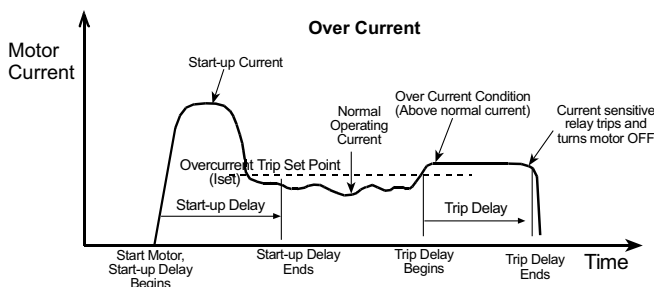 Over Current
Motor
Current
Start-up Current
Normal
Operating
Current
Over Current Condition
(Above normal current)
Current sensitive
relay trips and
turns motor OFF
Overcurrent Trip Set Point
(Iset)
Start-up Delay
Trip Delay
Start Motor,
Start-up Delay
Begins
Start-up Delay
Ends
Trip Delay
Begins
Trip Delay
Ends
Time